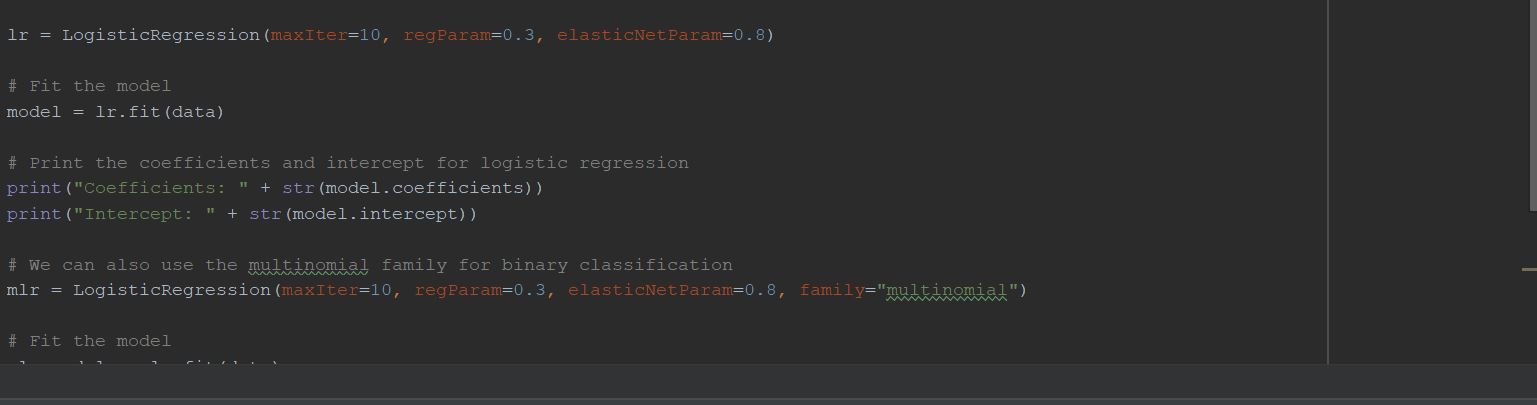 lr = LogisticRegression(maxIter=10, regParam=0.3, elasticNetParam=0.8)
# Fit the model
model = lr.fit(data)
# Print the coefficients and intercept for logistic regression
print("Coefficients: " + str(model.coefficients))
print("Intercept: " + str(model.intercept))
# We can also use the multinomial family for binary classification
mlr = LogisticRegression(maxIter=10, regParam=0.3, elasticNetParam=0.8, family="multinomial")
# Fit the model